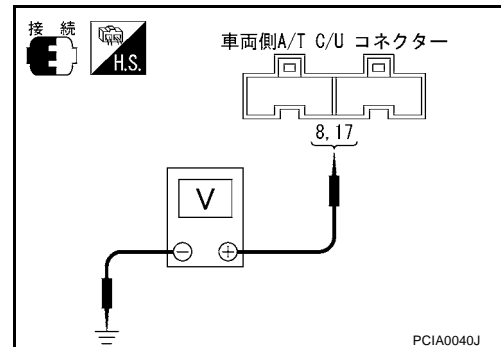 接 続
H.S.
車両側A/T C/U コネクター
8, 17
V
− +
PCIA0040J